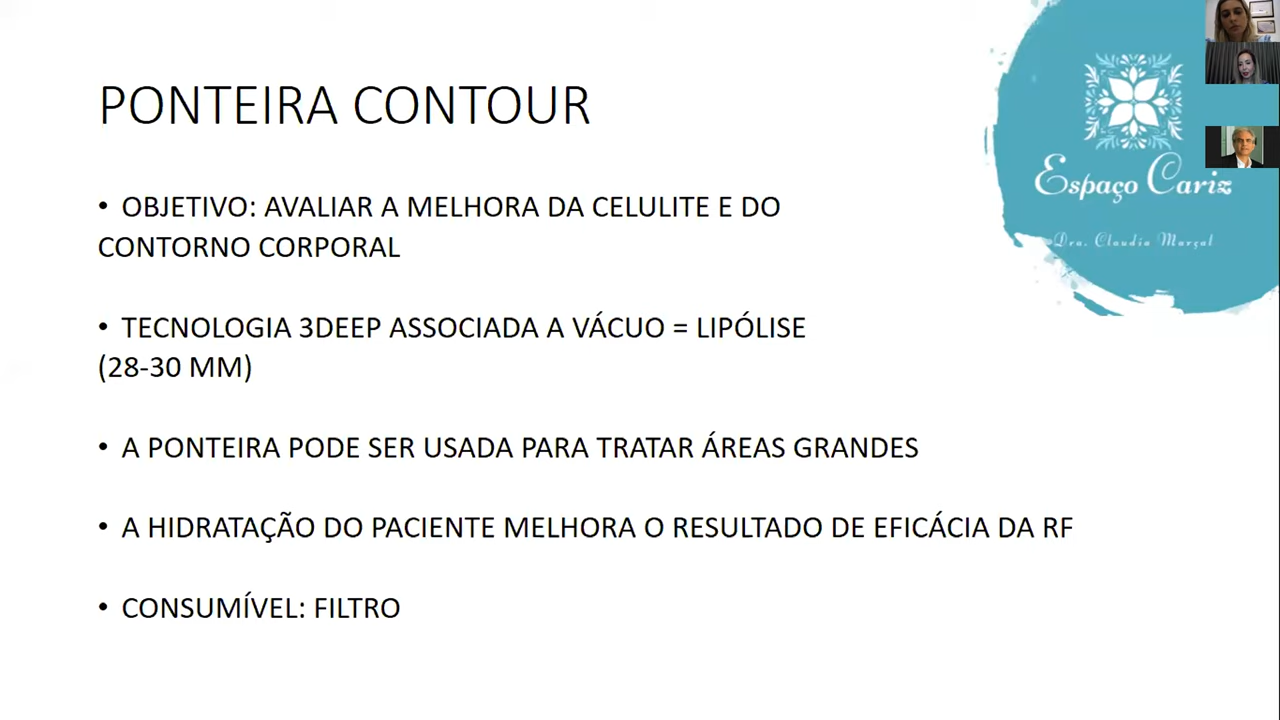 PONTEIRA CONTOUR
• OBJETIVO: AVALIAR A MELHORA DA CELULITE E DO
CONTORNO CORPORAL
• TECNOLOGIA 3DEEP ASSOCIADA A VÁCUO = LIPÓLISE
(28-30 MM)
• A PONTEIRA PODE SER USADA PARA TRATAR ÁREAS GRANDES
• A HIDRATAÇÃO DO PACIENTE MELHORA O RESULTADO DE EFICÁCIA DA RF
• CONSUMÍVEL: FILTRO
Espaço Cariz
Dra. Claudia Marçal